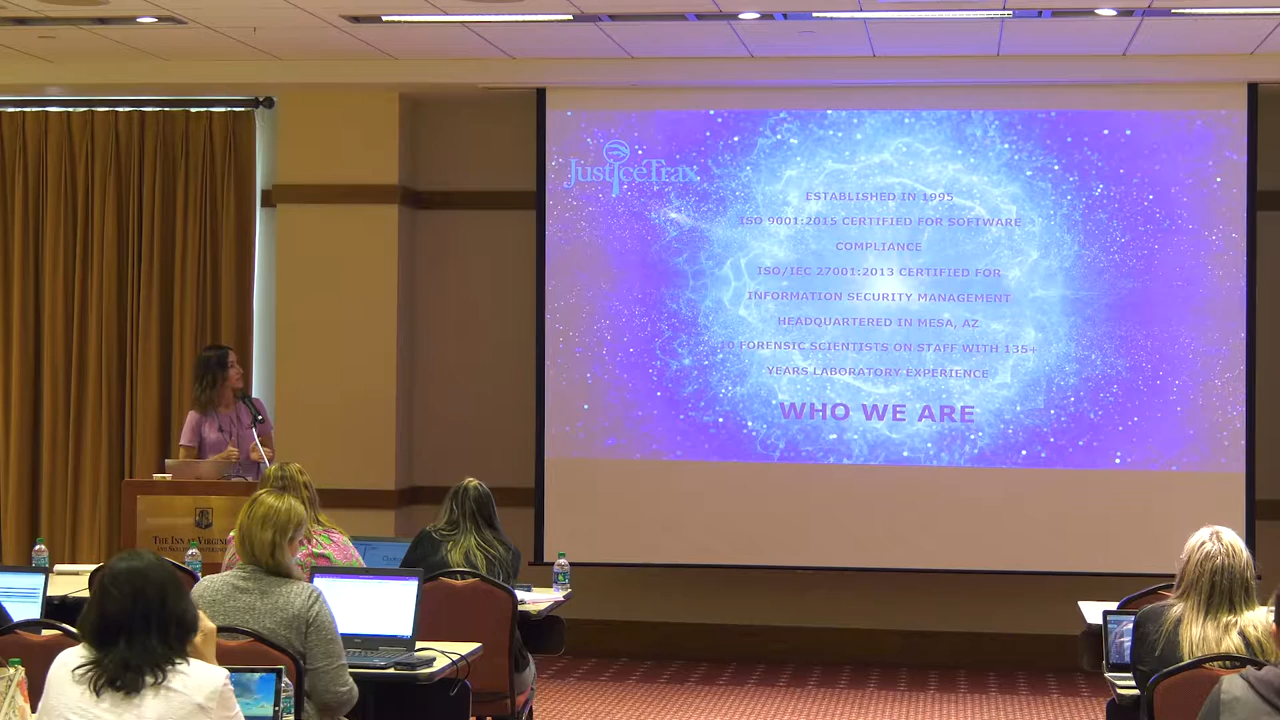 JusticeTrax
ESTABLISHED IN 1995
ISO 9001:2015 CERTIFIED FOR SOFTWARE
COMPLIANCE
ISO/IEC 27001:2013 CERTIFIED FOR
INFORMATION SECURITY MANAGEMENT
HEADQUARTERED IN MESA, AZ
10 FORENSIC SCIENTISTS ON STAFF WITH 135+
YEARS LABORATORY EXPERIENCE
WHO WE ARE
THE INN AT VIRGINIA